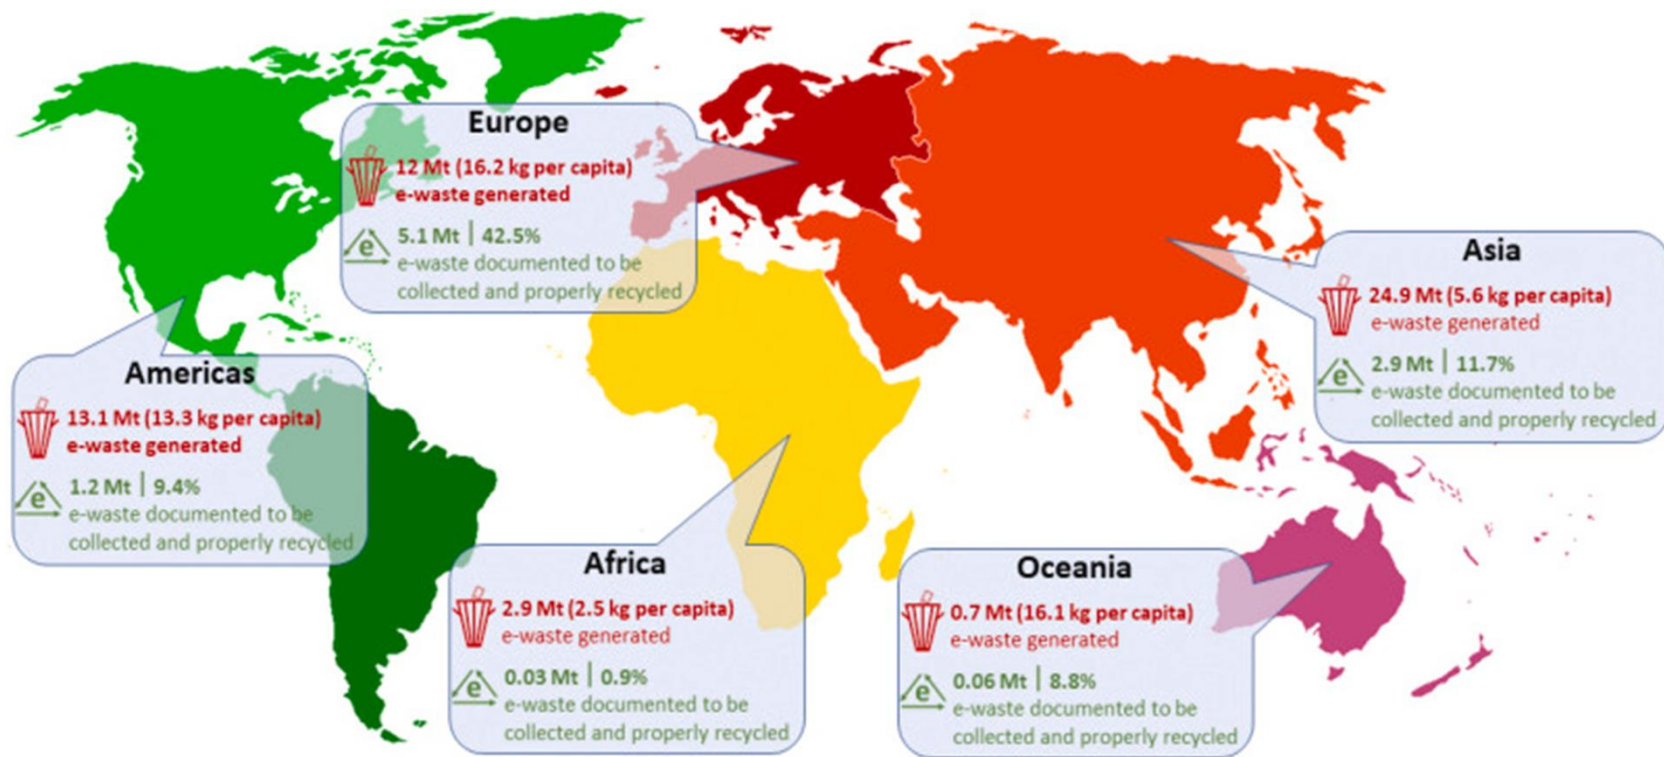 Europe
12 Mt (16.2 kg per capita)
e-waste generated
e
5.1 Mt | 42.5%
e-waste documented to be
collected and properly recycled
Asia
24.9 Mt (5.6 kg per capita)
e-waste generated
e
2.9 Mt | 11.7%
e-waste documented to be
collected and properly recycled
Americas
13.1 Mt (13.3 kg per capita)
e-waste generated
e
1.2 Mt | 9.4%
e-waste documented to be
collected and properly recycled
Africa
2.9 Mt (2.5 kg per capita)
e-waste generated
e
0.03 Mt | 0.9%
e-waste documented to be
collected and properly recycled
Oceania
0.7 Mt (16.1 kg per capita)
e-waste generated
e
0.06 Mt | 8.8%
e-waste documented to be
collected and properly recycled